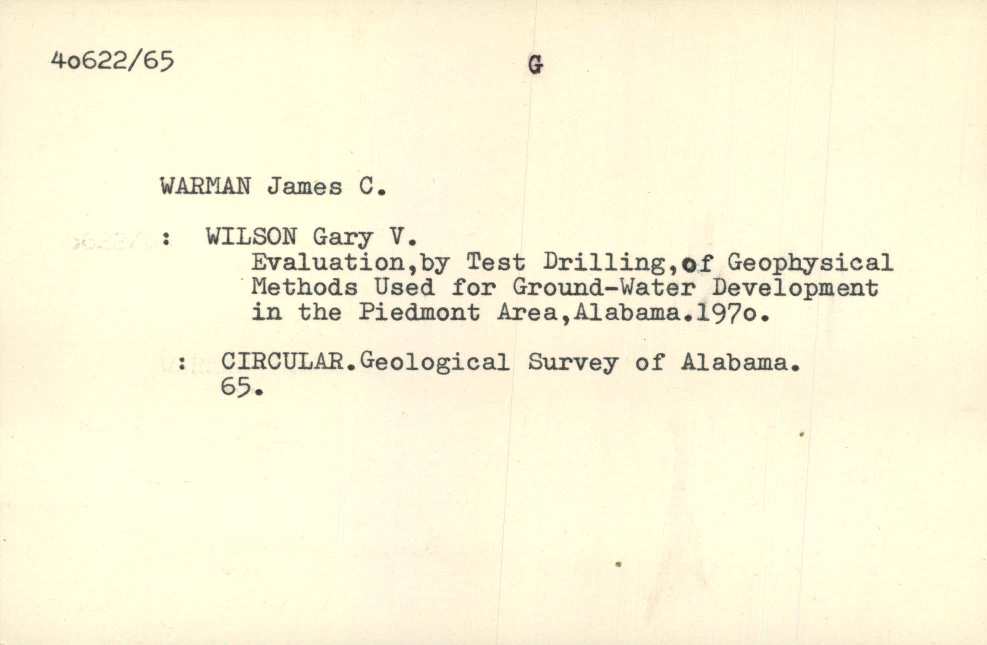 4o622/65
G
WARMAN James C.
: WILSON Gary V.
Evaluation,by Test Drilling,of Geophysical
Methods Used for Ground-Water Development
in the Piedmont Area,Alabama.197o.
: CIRCULAR.Geological Survey of Alabama.
65.